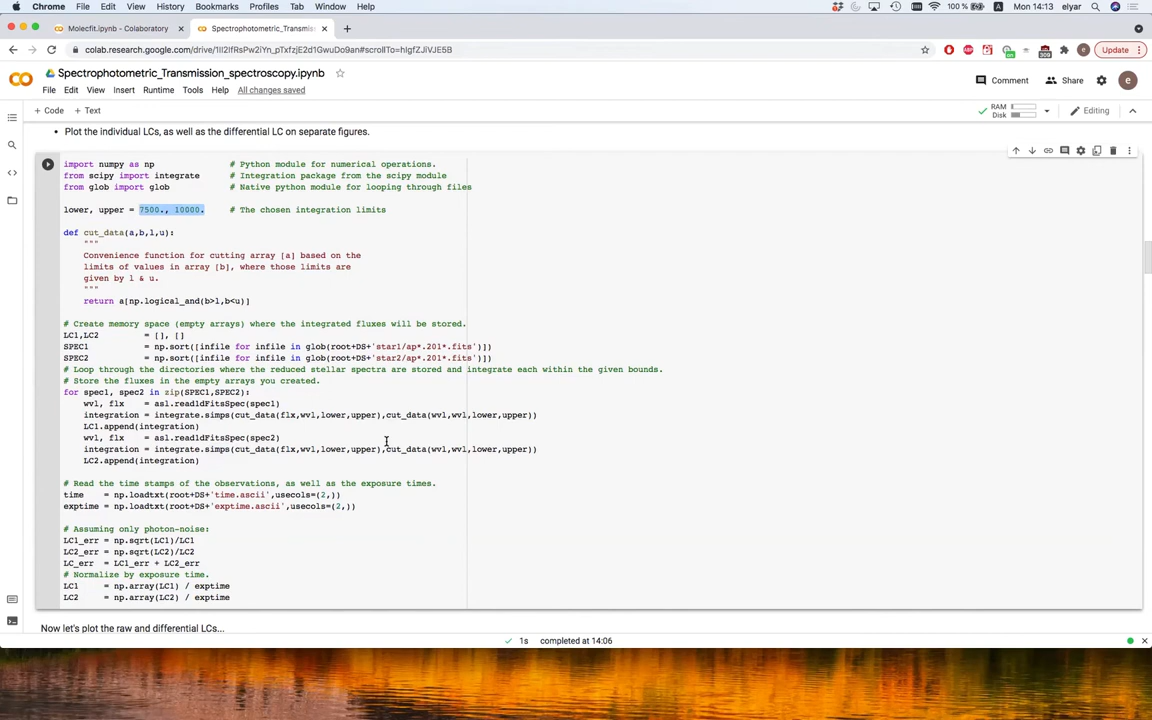 Chrome File Edit View History Bookmarks Profiles Tab Window Help
100 % Mon 14:13 elyar
Molecfit.ipynb - Colaboratory
Spectrophotometric_Transmiss
Update
Spectrophotometric_Transmission_spectroscopy.ipynb
Comment Share
File Edit View Insert Runtime Tools Help All changes saved
+ Code + Text
RAM
Disk
Editing
• Plot the individual LCs, as well as the differential LC on separate figures.
import numpy as np # Python module for numerical operations.
from scipy import integrate # Integration package from the scipy module
from glob import glob # Native python module for looping through files
lower, upper = 7500., 10000. # The chosen integration limits
def cut_data(a,b,l,u):
"""
Convenience function for cutting array [a] based on the
limits of values in array [b], where those limits are
given by l & u.
"""
return a[np.logical_and(b>l,b<u)]
# Create memory space (empty arrays) where the integrated fluxes will be stored.
LC1,LC2 = [], []
SPEC1 = np.sort([infile for infile in glob(root+DS+'star1/ap*.201*.fits')])
SPEC2 = np.sort([infile for infile in glob(root+DS+'star2/ap*.201*.fits')])
# Loop through the directories where the reduced stellar spectra are stored and integrate each within the given bounds.
# Store the fluxes in the empty arrays you created.
for spec1, spec2 in zip(SPEC1,SPEC2):
wvl, flx = asl.read1dFitsSpec(spec1)
integration = integrate.simps(cut_data(flx,wvl,lower,upper),cut_data(wvl,wvl,lower,upper))
LC1.append(integration)
wvl, flx = asl.read1dFitsSpec(spec2)
integration = integrate.simps(cut_data(flx,wvl,lower,upper),cut_data(wvl,wvl,lower,upper))
LC2.append(integration)
# Read the time stamps of the observations, as well as the exposure times.
time = np.loadtxt(root+DS+'time.ascii',usecols=(2,))
exptime = np.loadtxt(root+DS+'exptime.ascii',usecols=(2,))
# Assuming only photon-noise:
LC1_err = np.sqrt(LC1)/LC1
LC2_err = np.sqrt(LC2)/LC2
LC_err = LC1_err + LC2_err
# Normalize by exposure time.
LC1 = np.array(LC1) / exptime
LC2 = np.array(LC2) / exptime
Now let's plot the raw and differential LCs...
1s completed at 14:06